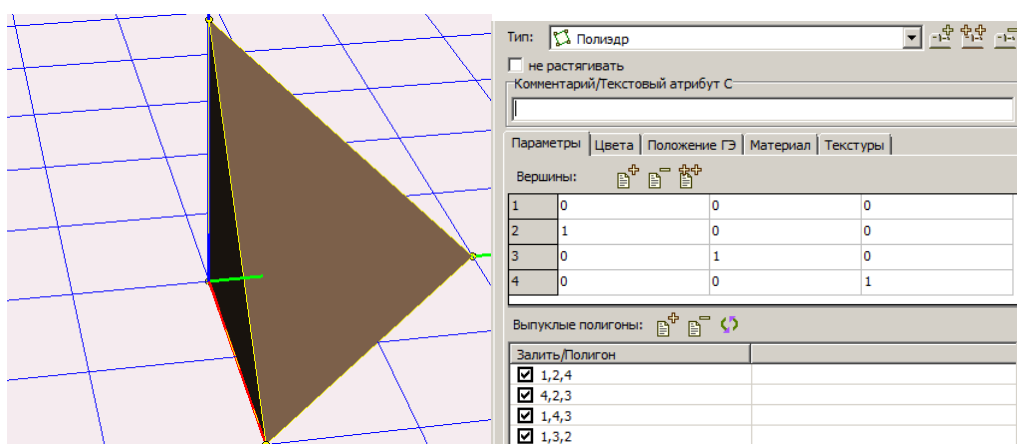 Тип: Полиэдр
не растягивать
Комментарий/Текстовый атрибут С
Параметры Цвета Положение ГЭ Материал Текстуры
Вершины:
1 0 0 0
2 1 0 0
3 0 1 0
4 0 0 1
Выпуклые полигоны:
Залить/Полигон
1,2,4
4,2,3
1,4,3
1,3,2